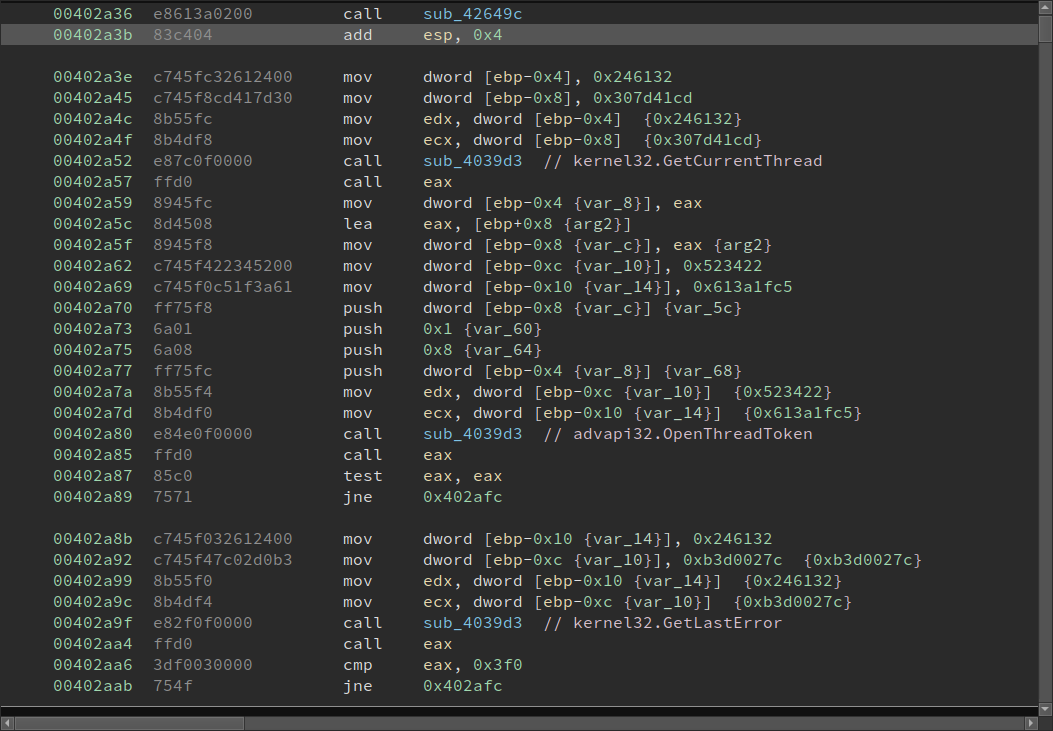 00402a36 e8613a0200 call sub_42649c
00402a3b 83c404 add esp, 0x4
00402a3e c745fc32612400 mov dword [ebp-0x4], 0x246132
00402a45 c745f8cd417d30 mov dword [ebp-0x8], 0x307d41cd
00402a4c 8b55fc mov edx, dword [ebp-0x4] {0x246132}
00402a4f 8b4df8 mov ecx, dword [ebp-0x8] {0x307d41cd}
00402a52 e87c0f0000 call sub_4039d3 // kernel32.GetCurrentThread
00402a57 ffd0 call eax
00402a59 8945fc mov dword [ebp-0x4 {var_8}], eax
00402a5c 8d4508 lea eax, [ebp+0x8 {arg2}]
00402a5f 8945f8 mov dword [ebp-0x8 {var_c}], eax {arg2}
00402a62 c745f422345200 mov dword [ebp-0xc {var_10}], 0x523422
00402a69 c745f0c51f3a61 mov dword [ebp-0x10 {var_14}], 0x613a1fc5
00402a70 ff75f8 push dword [ebp-0x8 {var_c}] {var_5c}
00402a73 6a01 push 0x1 {var_60}
00402a75 6a08 push 0x8 {var_64}
00402a77 ff75fc push dword [ebp-0x4 {var_8}] {var_68}
00402a7a 8b55f4 mov edx, dword [ebp-0xc {var_10}] {0x523422}
00402a7d 8b4df0 mov ecx, dword [ebp-0x10 {var_14}] {0x613a1fc5}
00402a80 e84e0f0000 call sub_4039d3 // advapi32.OpenThreadToken
00402a85 ffd0 call eax
00402a87 85c0 test eax, eax
00402a89 7571 jne 0x402afc
00402a8b c745f032612400 mov dword [ebp-0x10 {var_14}], 0x246132
00402a92 c745f47c02d0b3 mov dword [ebp-0xc {var_10}], 0xb3d0027c {0xb3d0027c}
00402a99 8b55f0 mov edx, dword [ebp-0x10 {var_14}] {0x246132}
00402a9c 8b4df4 mov ecx, dword [ebp-0xc {var_10}] {0xb3d0027c}
00402a9f e82f0f0000 call sub_4039d3 // kernel32.GetLastError
00402aa4 ffd0 call eax
00402aa6 3df0030000 cmp eax, 0x3f0
00402aab 754f jne 0x402afc